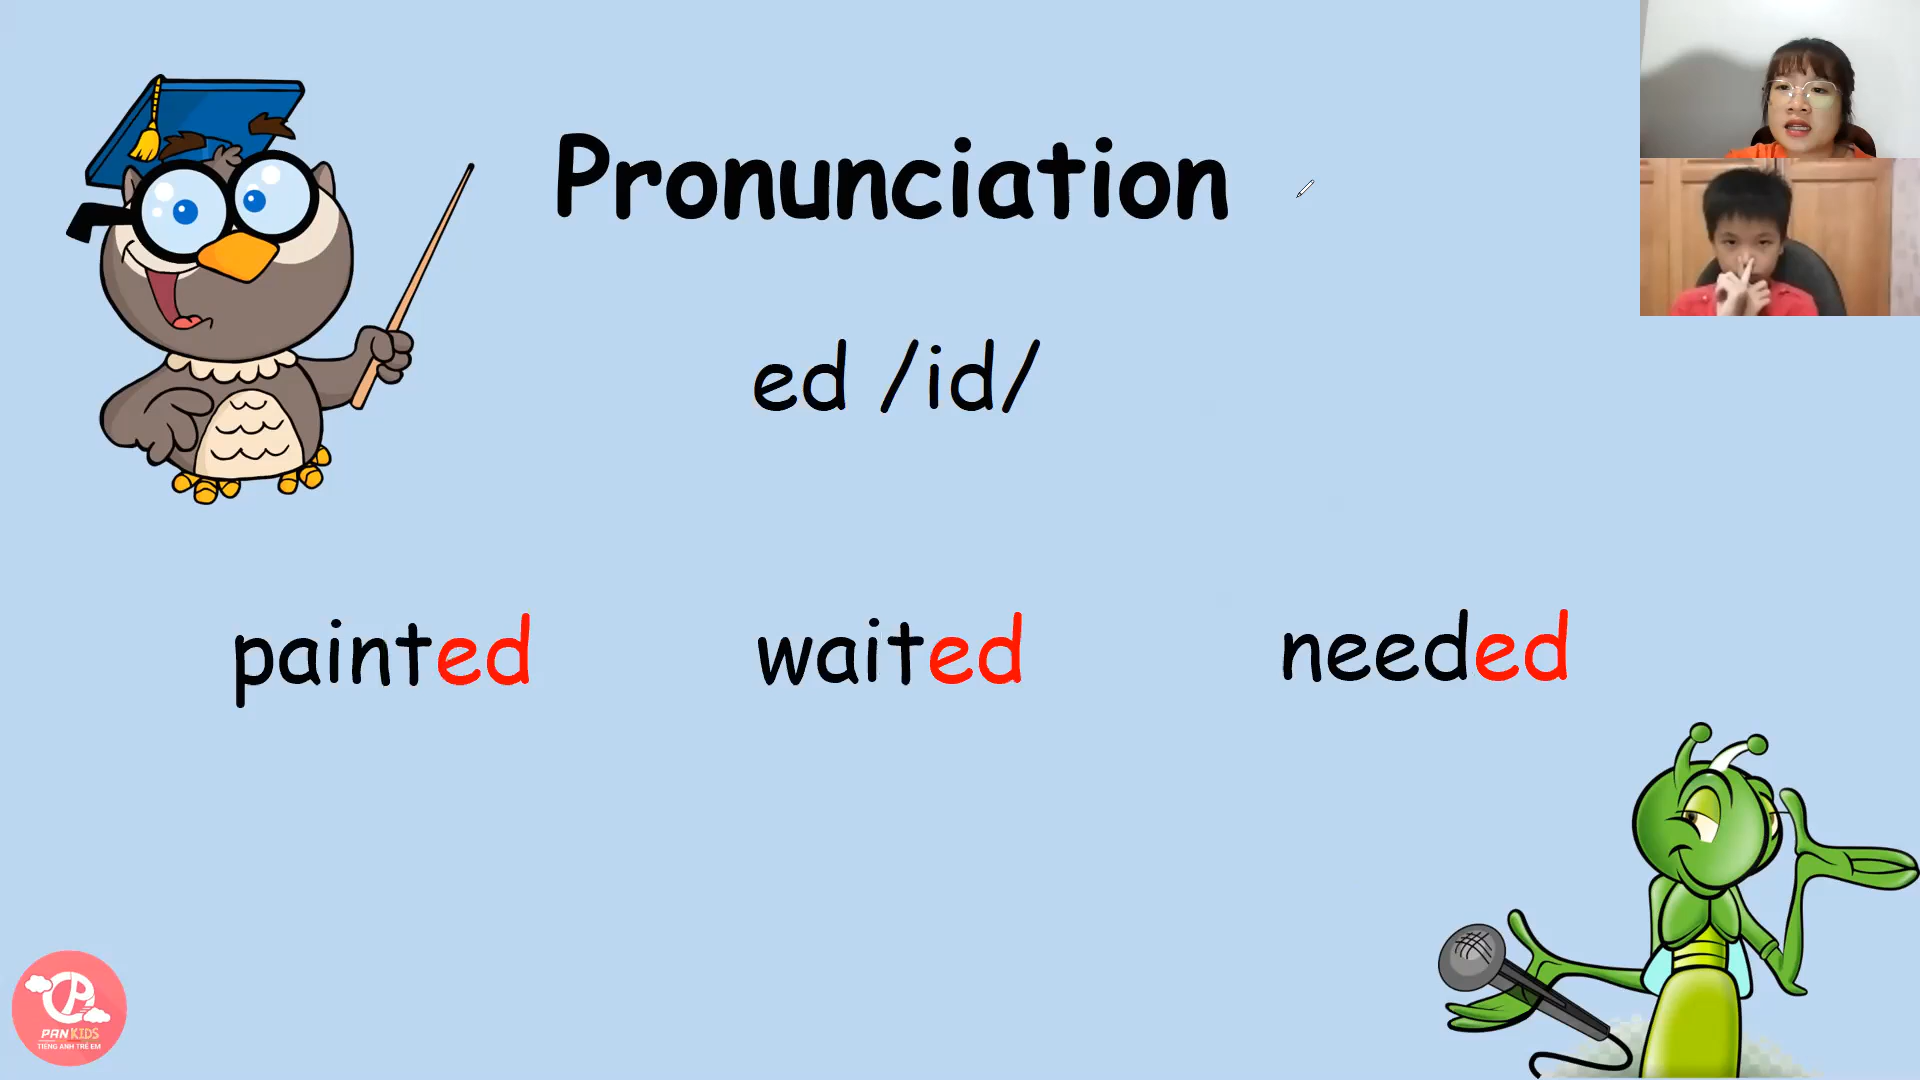 Pronunciation
ed /id/
painted waited needed
PAN KIDS
TIẾNG ANH TRẺ EM